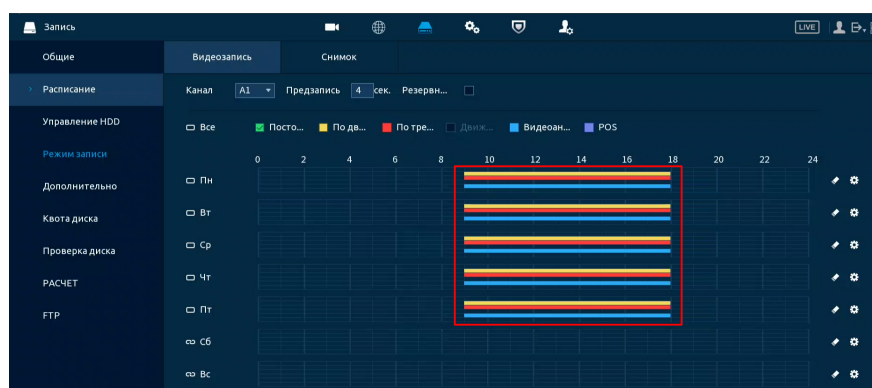 Запись LIVE
Общие Видеозапись Снимок
Расписание Канал A1 Предзапись 4 сек. Резервн...
Управление HDD Все Посто... По дв... По тре... Движ... Видеоан... POS
Режим записи 0 2 4 6 8 10 12 14 16 18 20 22 24
Пн
Дополнительно
Квота диска Вт
Проверка диска Ср
РАСЧЕТ Чт
FTP Пт
Сб
Вс